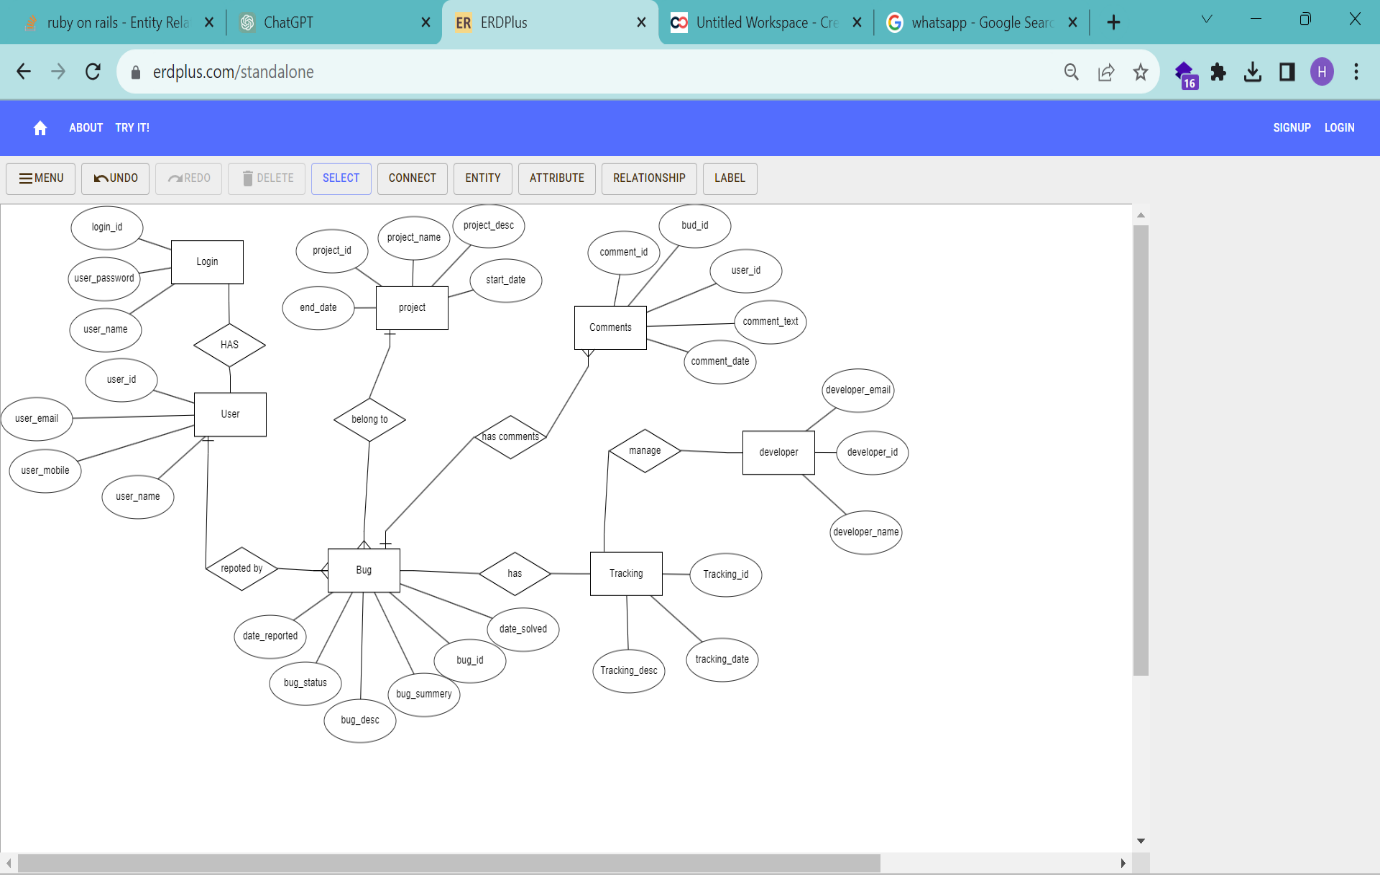 ruby on rails - Entity Rela
ChatGPT
ER ERDPlus
Untitled Workspace - Cre
whatsapp - Google Searc
erdplus.com/standalone
16
H
ABOUT TRY IT!
SIGNUP LOGIN
MENU UNDO REDO DELETE SELECT CONNECT ENTITY ATTRIBUTE RELATIONSHIP LABEL
login_id
user_password
user_name
Login
HAS
user_id
user_email
user_mobile
user_name
User
project_id
project_name
project_desc
start_date
end_date
project
belong to
comment_id
bud_id
user_id
comment_text
comment_date
Comments
has comments
developer_email
developer_id
developer_name
developer
manage
repoted by
Bug
has
Tracking
Tracking_id
tracking_date
Tracking_desc
date_reported
bug_status
bug_desc
bug_summery
bug_id
date_solved